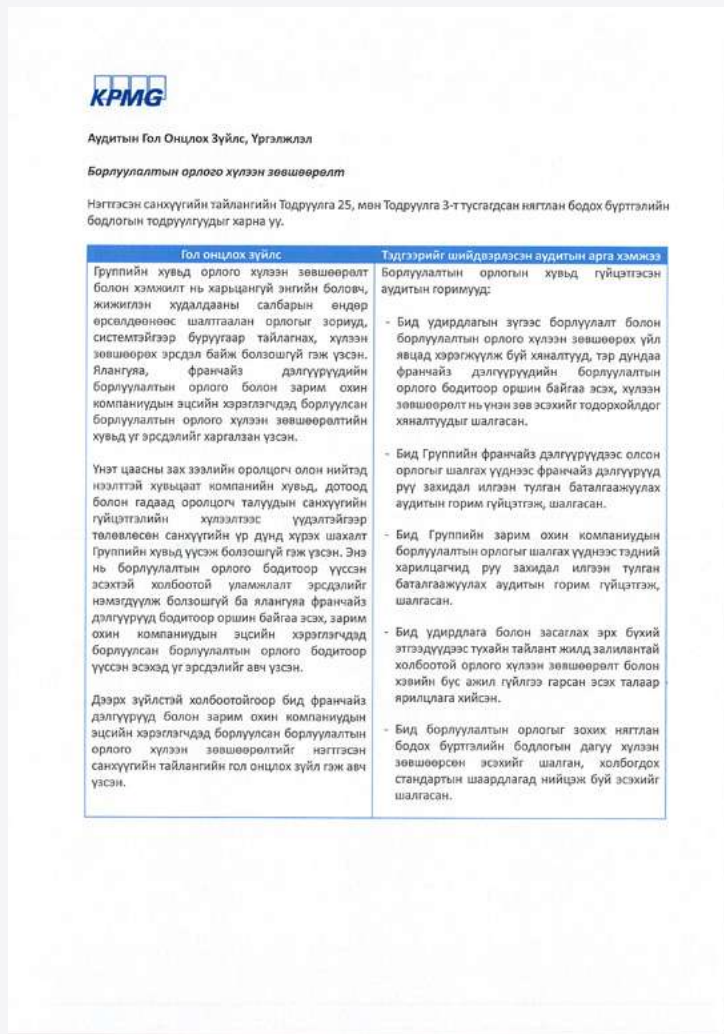 KPMG
Аудитын Гол Онцлох Зүйлс, Үргэлжлэл
Борлуулалтын орлого хүлээн зөвшөөрөлт
Нэгтгэсэн санхүүгийн тайлангийн Тодруулга 25, мөн Тодруулга 3-т тусгагдсан нягтлан бодох бүртгэлийн
бодлогын тодруулгуудыг харна уу.
Гол онцлох зүйлс
Группийн хувьд орлого хүлээн зөвшөөрөлт
болон хэмжилт нь харьцангуй энгийн боловч,
жижиглэн худалдааны салбарын өндөр
өрсөлдөөнөөс шалтгаалан орлогыг зориуд,
системтэйгээр буруугаар тайлагнах, хүлээн
зөвшөөрөх эрсдэл байж болзошгүй гэж үзсэн.
Ялангуяа, франчайз дэлгүүрүүдийн
борлуулалтын орлого болон зарим охин
компаниудын эцсийн хэрэглэгчдэд борлуулсан
борлуулалтын орлого хүлээн зөвшөөрөлтийн
хувьд уг эрсдэлийг харгалзан үзсэн.
Үнэт цаасны зах зээлийн оролцогч олон нийтэд
нээлттэй хувьцаат компанийн хувьд, дотоод
болон гадаад оролцогч талуудын санхүүгийн
гүйцэтгэлийн хүлээлтээс үүдэлтэйгээр
төлөвлөсөн санхүүгийн үр дүнд хүрэх шахалт
Группийн хувьд үүсэж болзошгүй гэж үзсэн. Энэ
нь борлуулалтын орлого бодитоор үүссэн
эсэхтэй холбоотой уламжлалт эрсдэлийг
нэмэгдүүлж болзошгүй ба ялангуяа франчайз
дэлгүүрүүд бодитоор оршин байгаа эсэх, зарим
охин компаниудын эцсийн хэрэглэгчдэд
борлуулсан борлуулалтын орлого бодитоор
үүссэн эсэхэд уг эрсдэлийг авч үзсэн.
Дээрх зүйлстэй холбоотойгоор бид франчайз
дэлгүүрүүд болон зарим охин компаниудын
эцсийн хэрэглэгчдэд борлуулсан борлуулалтын
орлого хүлээн зөвшөөрөлтийг нэгтгэсэн
санхүүгийн тайлангийн гол онцлох зүйл гэж авч
үзсэн.
Тэдгээрийг шийдвэрлэсэн аудитын арга хэмжээ
Борлуулалтын орлогын хувьд гүйцэтгэсэн
аудитын горимууд:
- Бид удирдлагын зүгээс борлуулалт болон
борлуулалтын орлого хүлээн зөвшөөрөх үйл
явцад хэрэгжүүлж буй хяналтууд, тэр дундаа
франчайз дэлгүүрүүдийн борлуулалтын
орлого бодитоор оршин байгаа эсэх, хүлээн
зөвшөөрөлт нь үнэн зөв эсэхийг тодорхойлдог
хяналтуудыг шалгасан.
- Бид Группийн франчайз дэлгүүрүүдээс олсон
орлогыг шалгах үүднээс франчайз дэлгүүрүүд
руу захидал илгээн тулган баталгаажуулах
аудитын горим гүйцэтгэж, шалгасан.
- Бид Группийн зарим охин компаниудын
борлуулалтын орлогыг шалгах үүднээс тэдний
харилцагчид руу захидал илгээн тулган
баталгаажуулах аудитын горим гүйцэтгэж,
шалгасан.
- Бид удирдлага болон засаглах эрх бүхий
этгээдүүдээс тухайн тайлант жилд залилантай
холбоотой орлого хүлээн зөвшөөрөлт болон
хэвийн бус ажил гүйлгээ гарсан эсэх талаар
ярилцлага хийсэн.
- Бид борлуулалтын орлогыг зохих нягтлан
бодох бүртгэлийн бодлогын дагуу хүлээн
зөвшөөрсөн эсэхийг шалган, холбогдох
стандартын шаардлагад нийцэж буй эсэхийг
шалгасан.